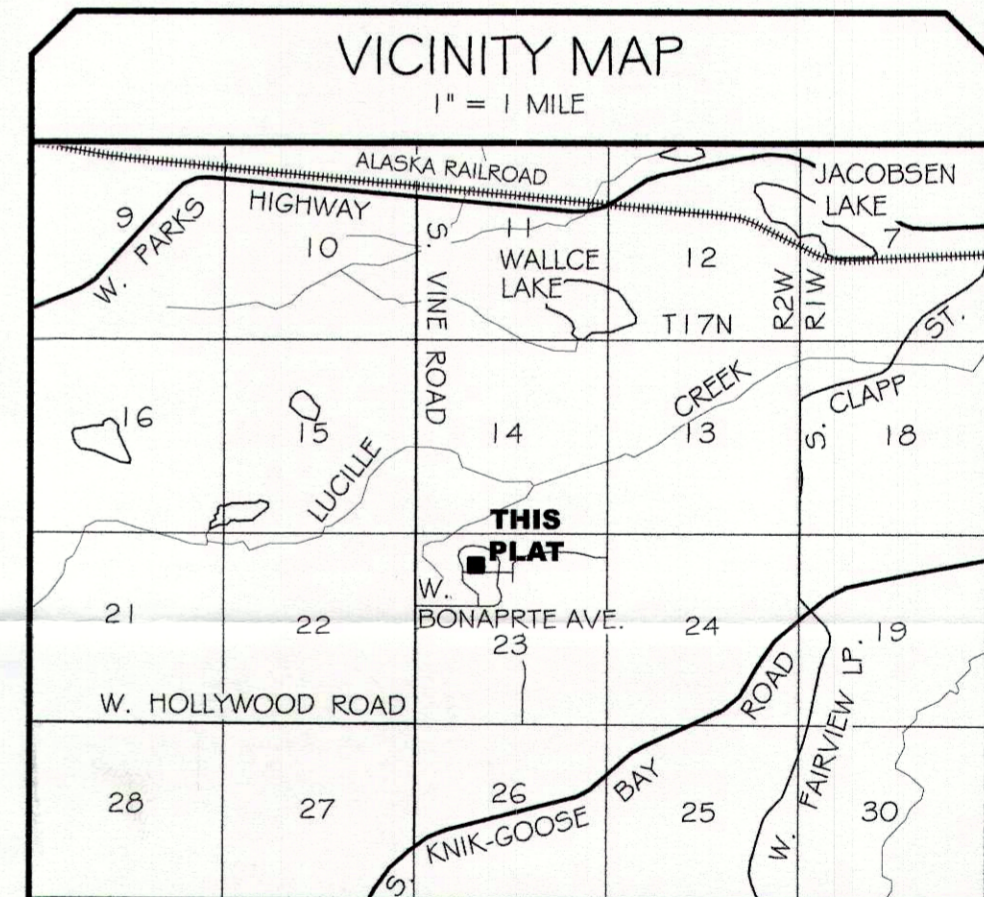 VICINITY MAP
1" = 1 MILE
ALASKA RAILROAD
JACOBSEN
LAKE
9
W. PARKS
HIGHWAY
10
S. VINE ROAD
11
WALLCE
LAKE
12
R2W
R1W
7
T17N
S. CLAPP ST.
16
15
14
CREEK
13
18
LUCILLE
THIS
PLAT
W.
BONAPRTE AVE.
21
22
23
24
19
W. HOLLYWOOD ROAD
28
27
26
25
30
S. KNIK-GOOSE BAY ROAD
W. FAIRVIEW LP.